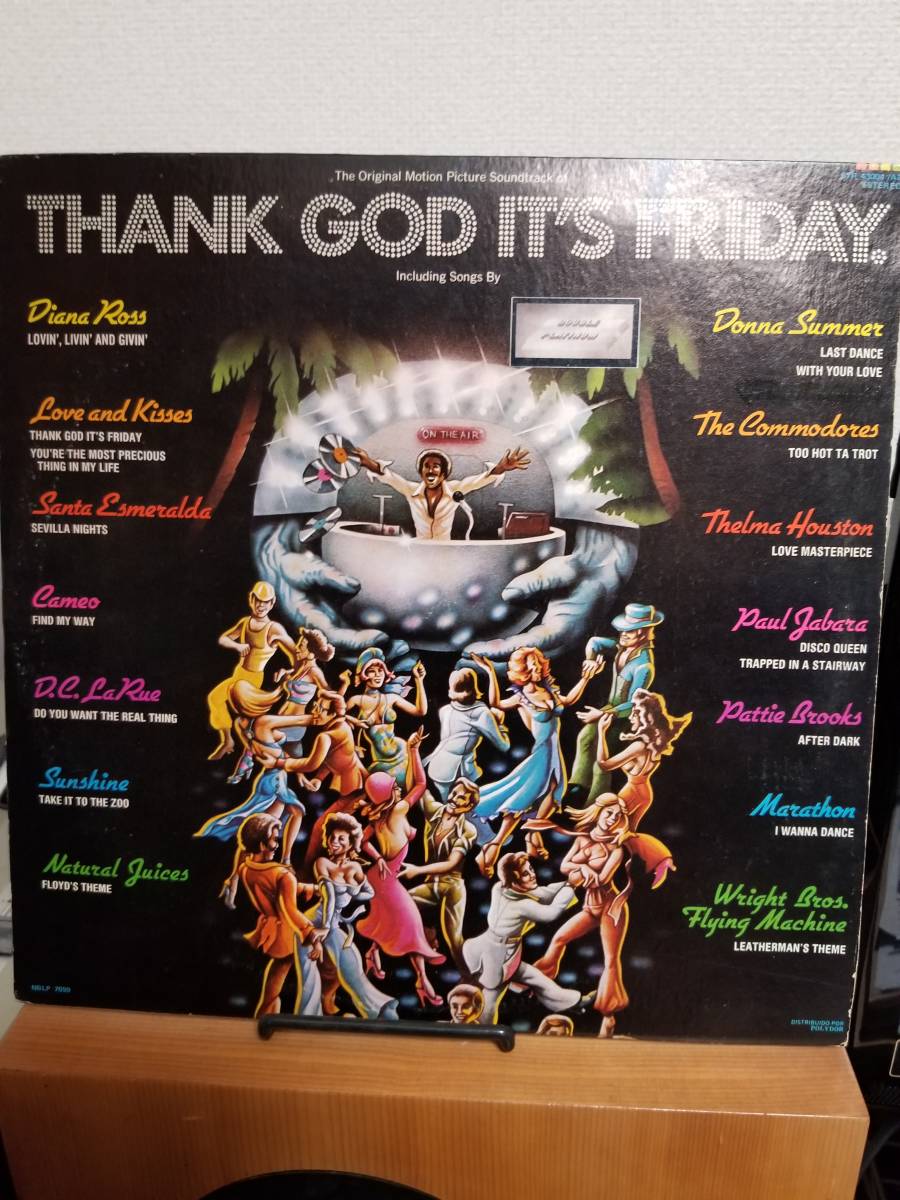 The Original Motion Picture Soundtrack of
THANK GOD IT'S FRIDAY.
Including Songs By
Diana Ross
LOVIN', LIVIN' AND GIVIN'
Love and Kisses
THANK GOD IT'S FRIDAY
YOU'RE THE MOST PRECIOUS
THING IN MY LIFE
Santa Esmeralda
SEVILLA NIGHTS
Cameo
FIND MY WAY
D.C. LaRue
DO YOU WANT THE REAL THING
Sunshine
TAKE IT TO THE ZOO
Natural Juices
FLOYD'S THEME
NBLP 7099
DOUBLE
PLATINUM
ON THE AIR
ESTEREO
Donna Summer
LAST DANCE
WITH YOUR LOVE
The Commodores
TOO HOT TA TROT
Thelma Houston
LOVE MASTERPIECE
Paul Jabara
DISCO QUEEN
TRAPPED IN A STAIRWAY
Pattie Brooks
AFTER DARK
Marathon
I WANNA DANCE
Wright Bros.
Flying Machine
LEATHERMAN'S THEME
DISTRIBUIDO POR
POLYDOR